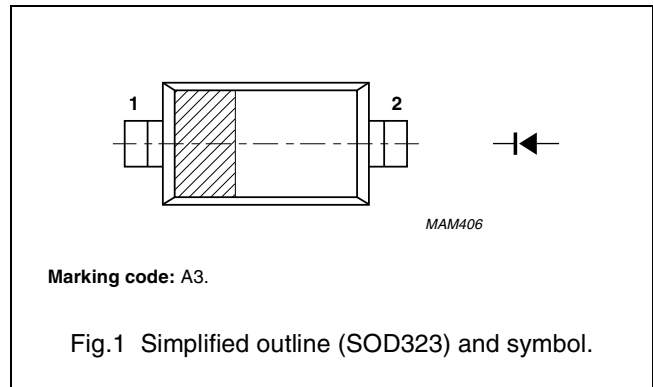 1 2
MAM406
Marking code: A3.
Fig.1 Simplified outline (SOD323) and symbol.